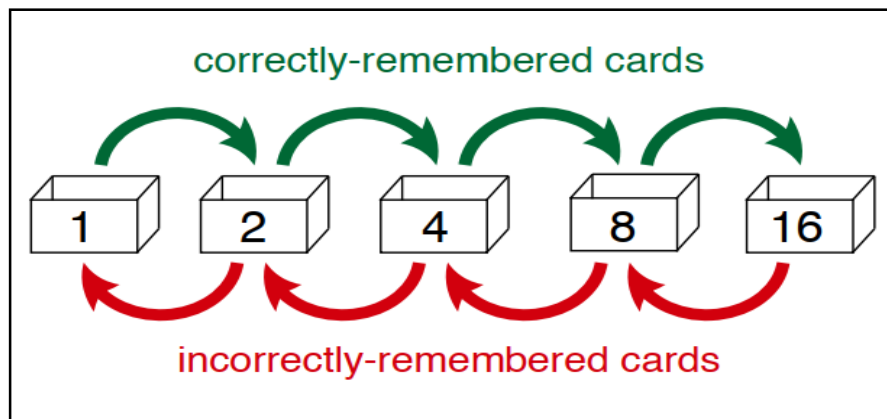 correctly-remembered cards
1 2 4 8 16
incorrectly-remembered cards